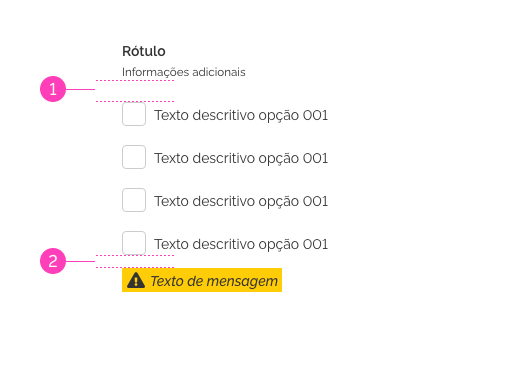 Rótulo
Informações adicionais
1
Texto descritivo opção 001
Texto descritivo opção 001
Texto descritivo opção 001
Texto descritivo opção 001
2
Texto de mensagem